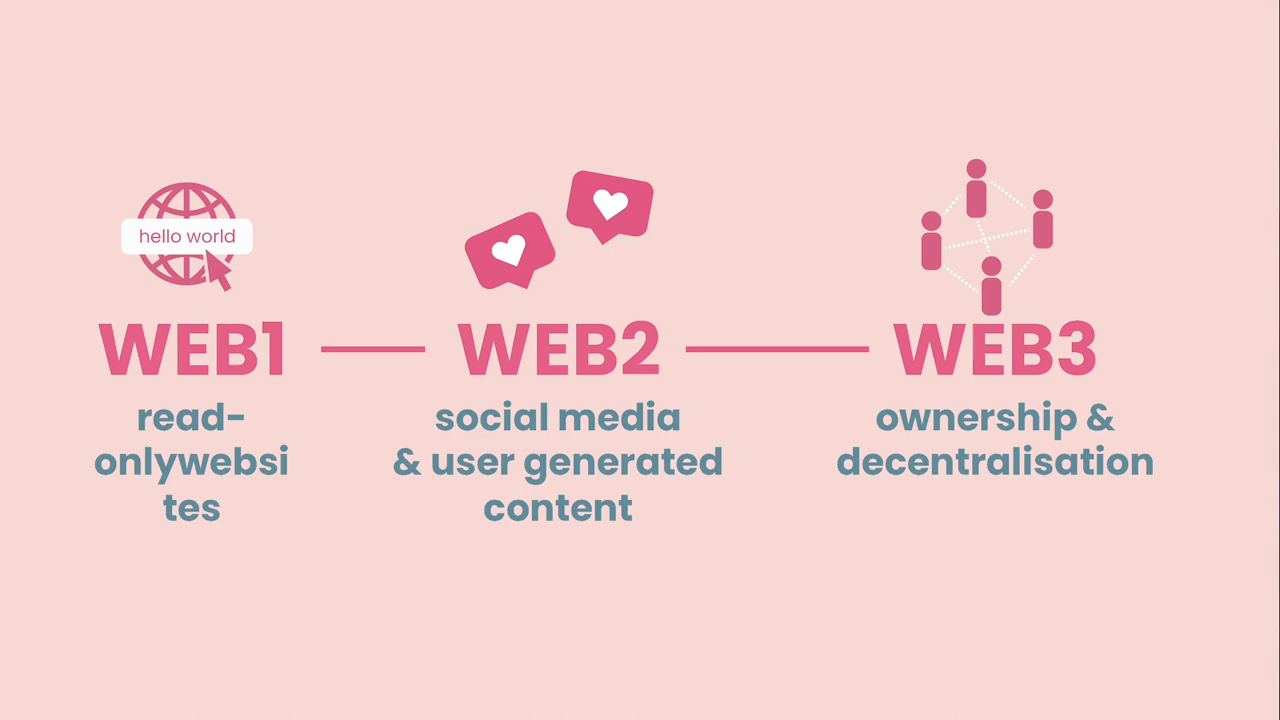 hello world
WEB1
read-
onlywebsi
tes
WEB2
social media
& user generated
content
WEB3
ownership &
decentralisation